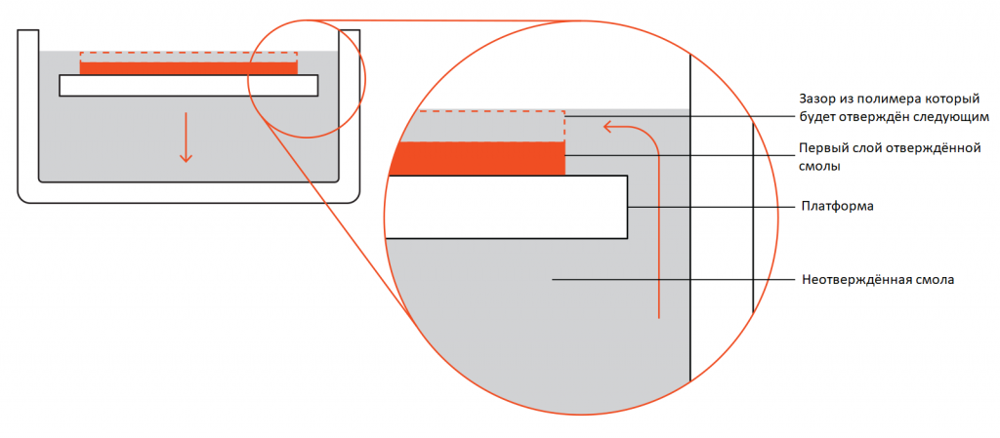 Зазор из полимера который
будет отверждён следующим
Первый слой отверждённой
смолы
Платформа
Неотверждённая смола